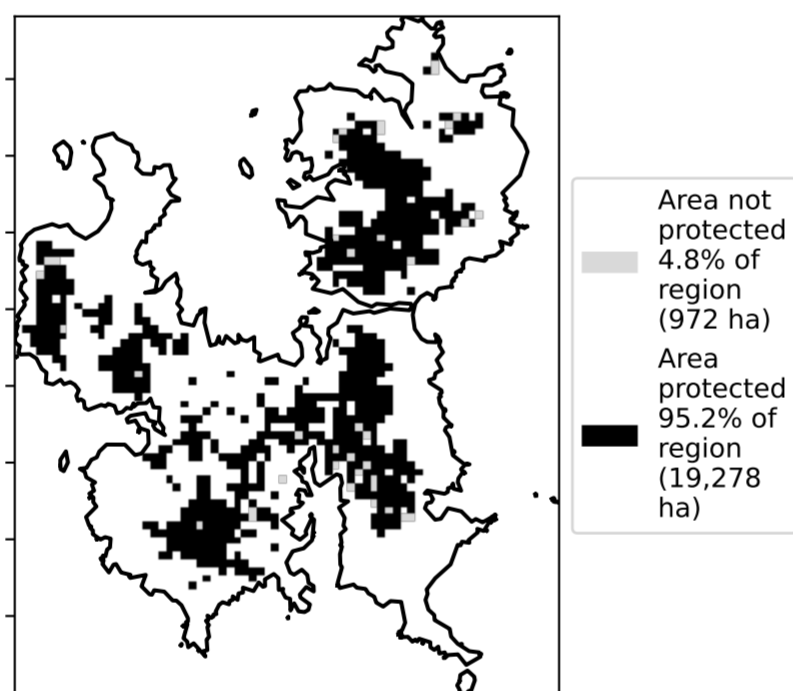 Area not
protected
4.8% of
region
(972 ha)
Area
protected
95.2% of
region
(19,278
ha)